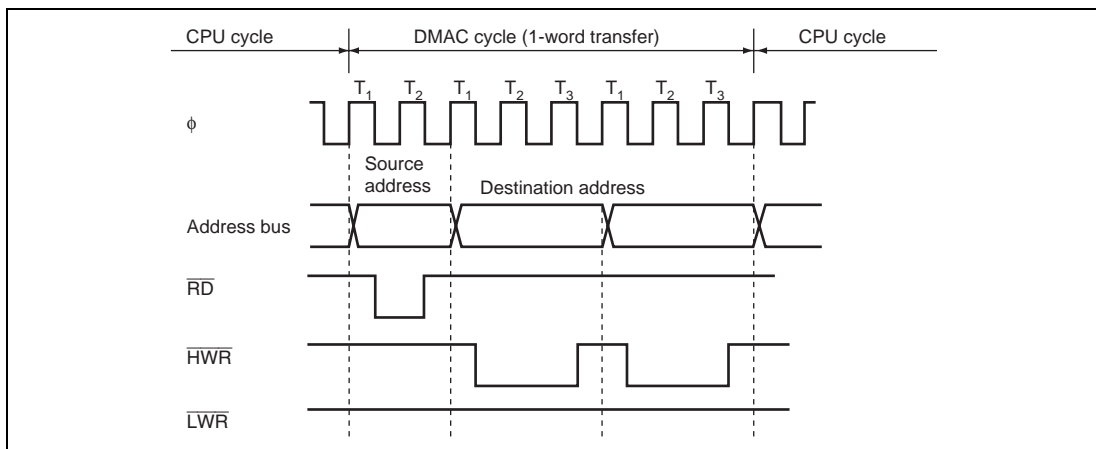 CPU cycle DMAC cycle (1-word transfer) CPU cycle
T1 T2 T1 T2 T3 T1 T2 T3
ϕ
Source
address
Destination address
Address bus
RD
HWR
LWR